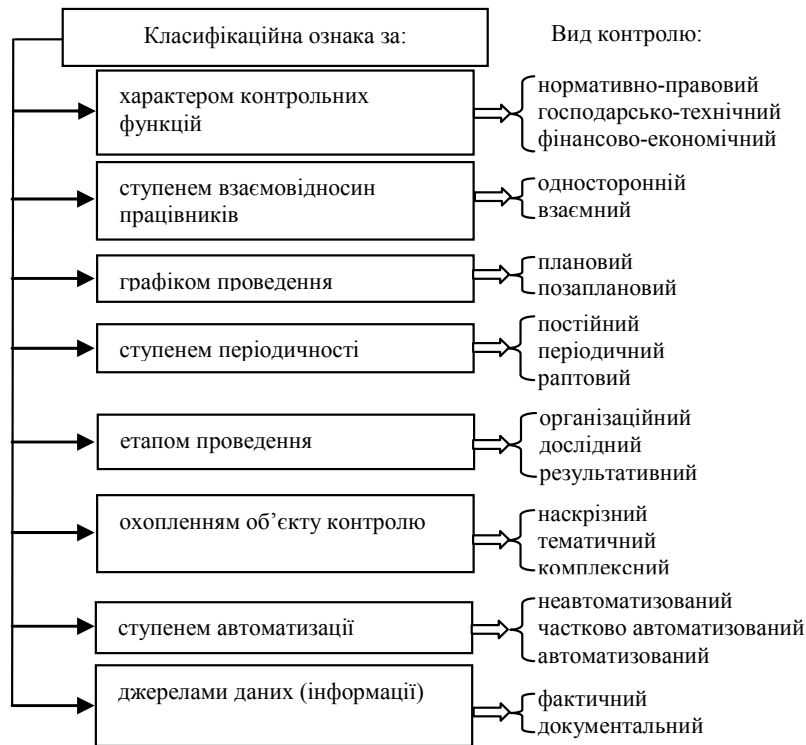 Класифікаційна ознака за:
Вид контролю:
характером контрольних
функцій
нормативно-правовий
господарсько-технічний
фінансово-економічний
ступенем взаємовідносин
працівників
односторонній
взаємний
графіком проведення
плановий
позаплановий
ступенем періодичності
постійний
періодичний
раптовий
етапом проведення
організаційний
дослідний
результативний
охопленням об’єкту контролю
наскрізний
тематичний
комплексний
ступенем автоматизації
неавтоматизований
частково автоматизований
автоматизований
джерелами даних (інформації)
фактичний
документальний